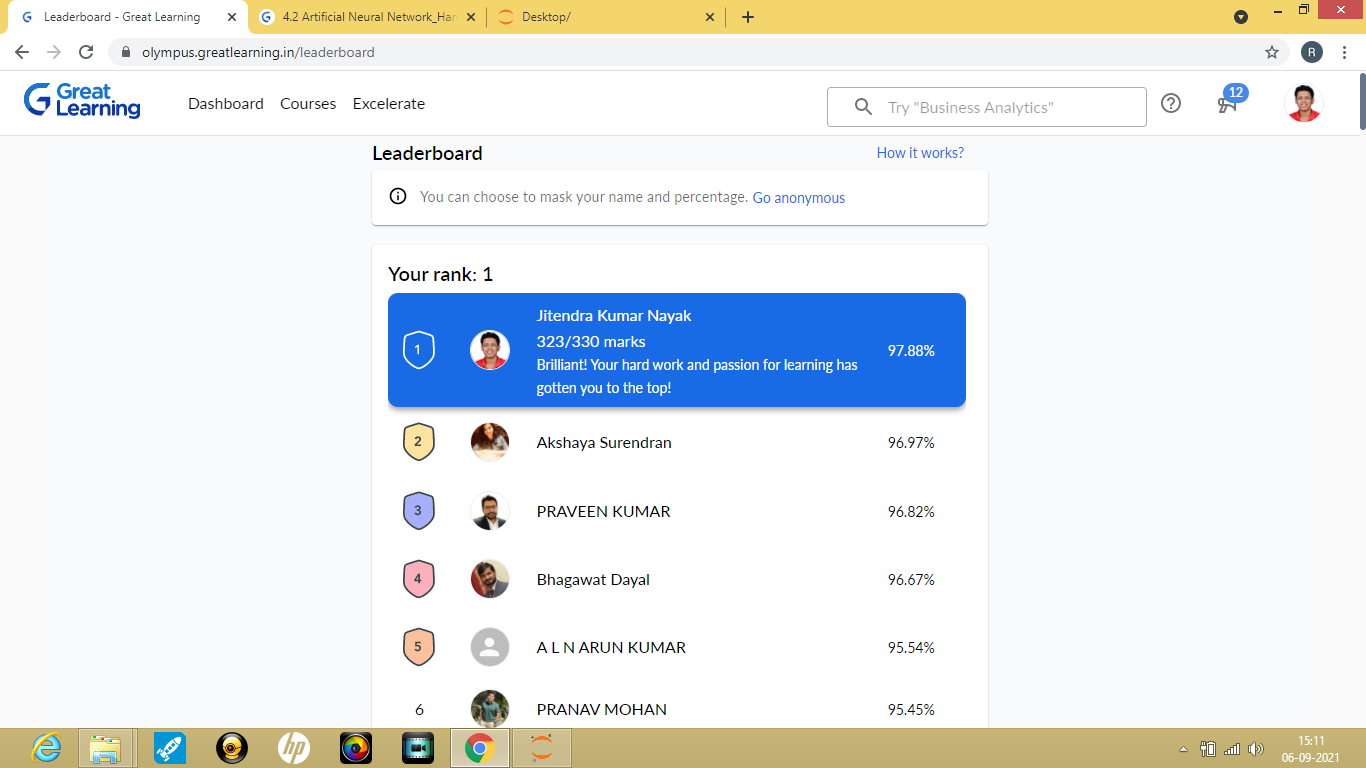 Leaderboard - Great Learning
4.2 Artificial Neural Network_Han
Desktop/
olympus.greatlearning.in/leaderboard
R
Great Learning
Dashboard Courses Excelerate
Try "Business Analytics"
12
Leaderboard
How it works?
You can choose to mask your name and percentage. Go anonymous
Your rank: 1
1
Jitendra Kumar Nayak
323/330 marks
Brilliant! Your hard work and passion for learning has
gotten you to the top!
97.88%
2 Akshaya Surendran 96.97%
3 PRAVEEN KUMAR 96.82%
4 Bhagawat Dayal 96.67%
5 A L N ARUN KUMAR 95.54%
6 PRANAV MOHAN 95.45%
hp
15:11
06-09-2021